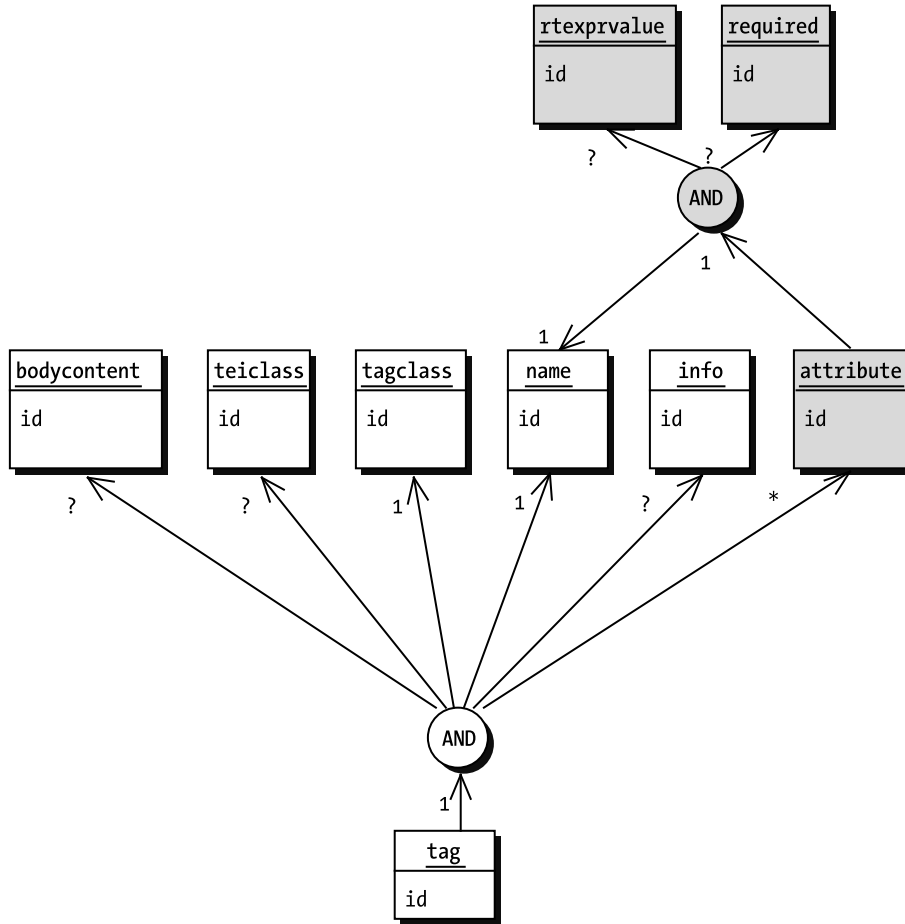 rtexprvalue
id
required
id
?
?
AND
1
1
bodycontent
id
teiclass
id
tagclass
id
name
id
info
id
attribute
id
?
?
1
1
?
*
AND
1
tag
id